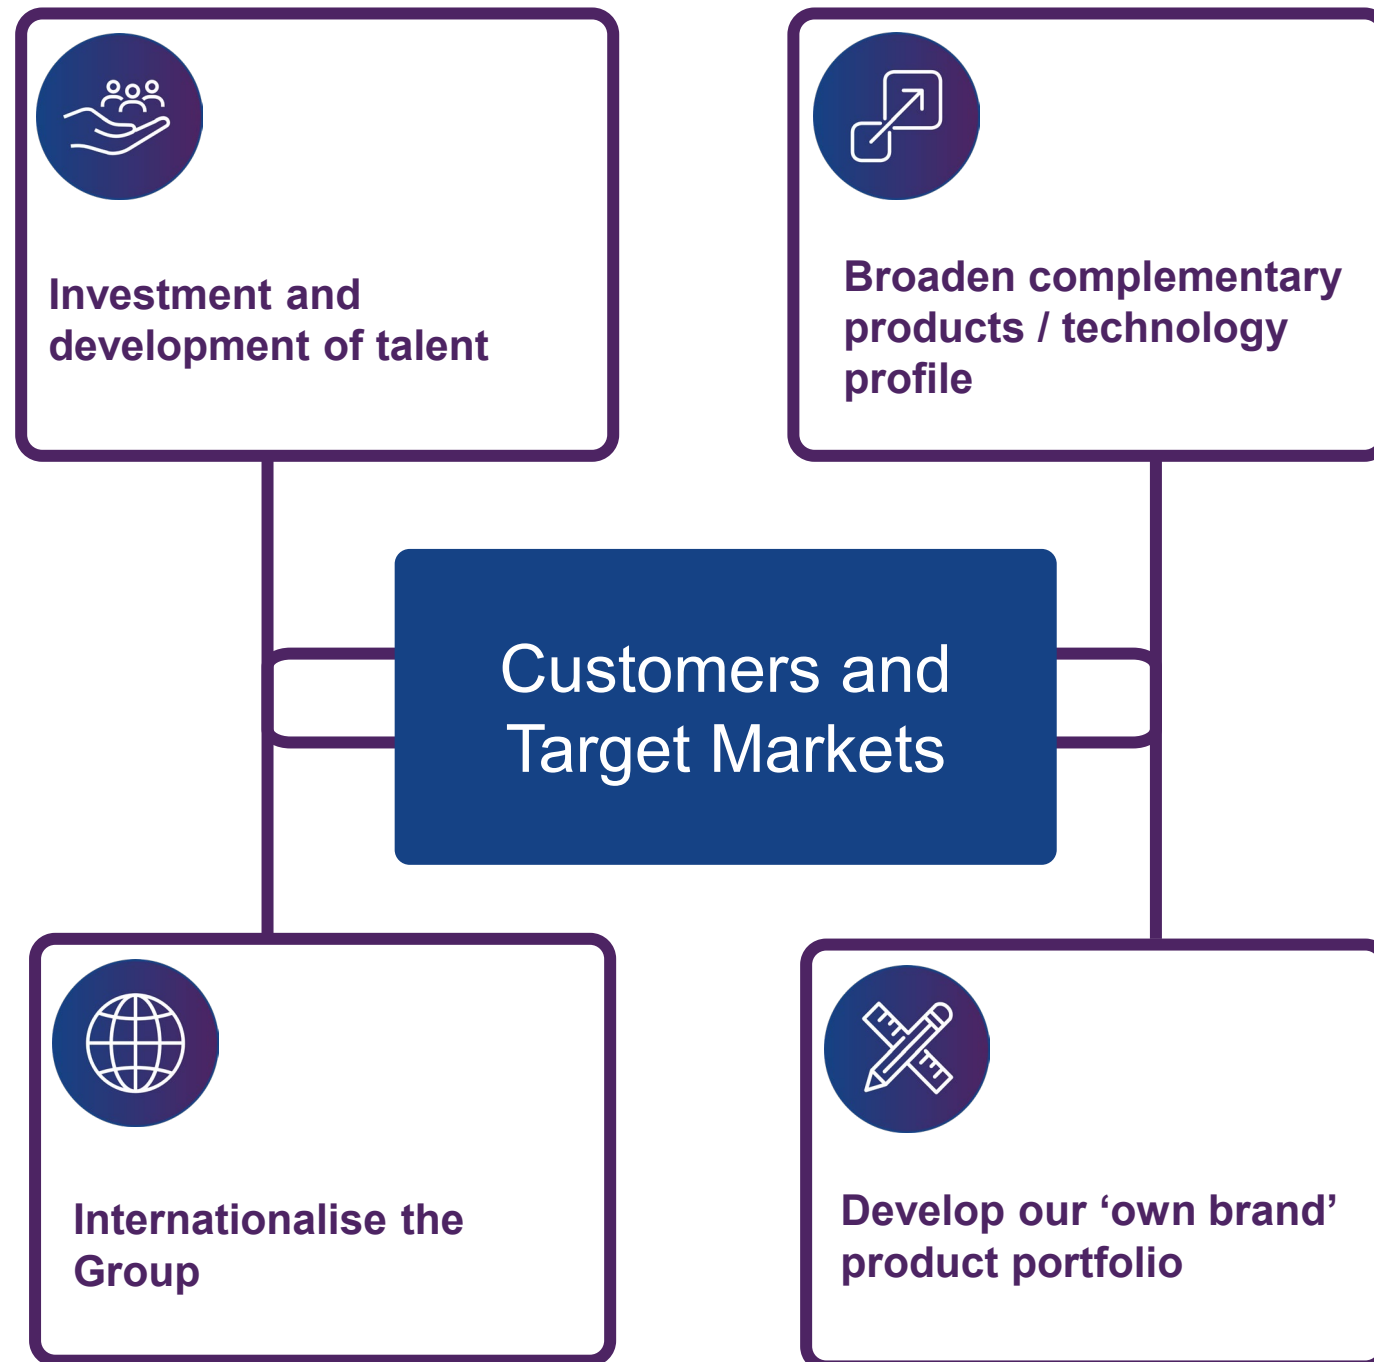 Investment and
development of talent
Broaden complementary
products / technology
profile
Customers and
Target Markets
Internationalise the
Group
Develop our ‘own brand’
product portfolio